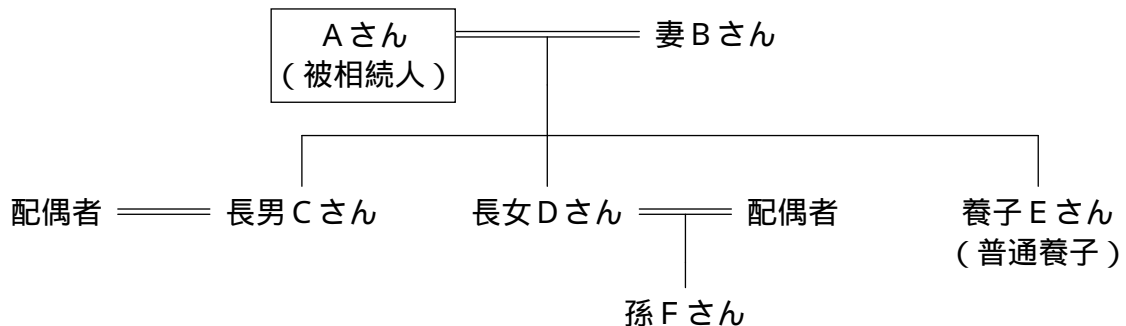 Aさん
(被相続人)
妻Bさん
配偶者
長男Cさん
長女Dさん
配偶者
養子Eさん
(普通養子)
孫Fさん